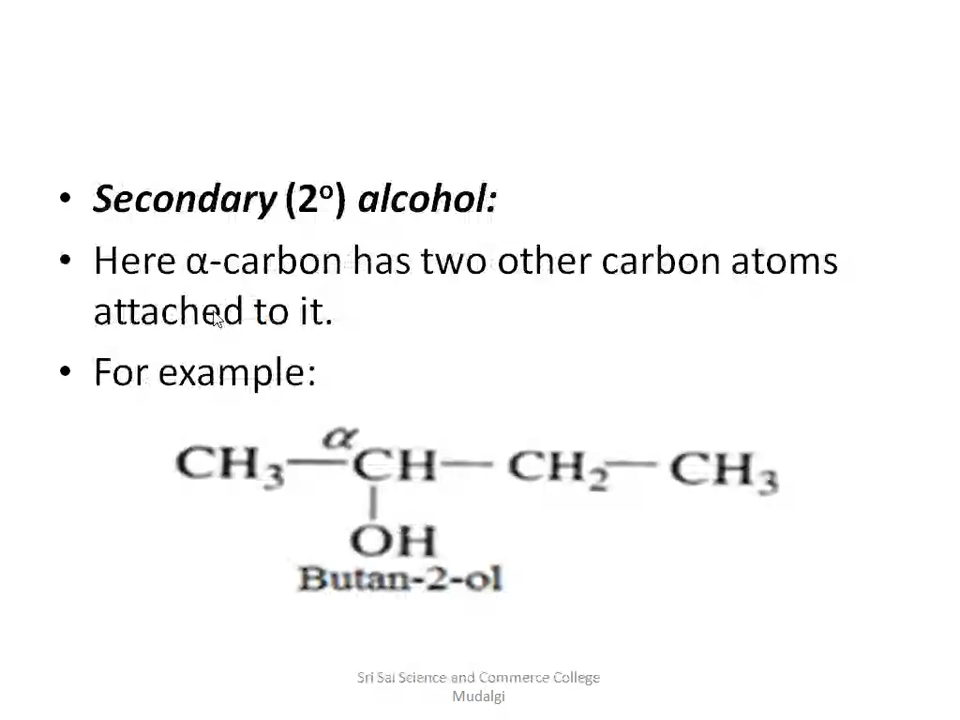 • Secondary (2º) alcohol:
• Here α-carbon has two other carbon atoms
attached to it.
• For example:
α
CH₃—CH—CH₂—CH₃
|
OH
Butan-2-ol
Sri Sai Science and Commerce College
Mudalgi